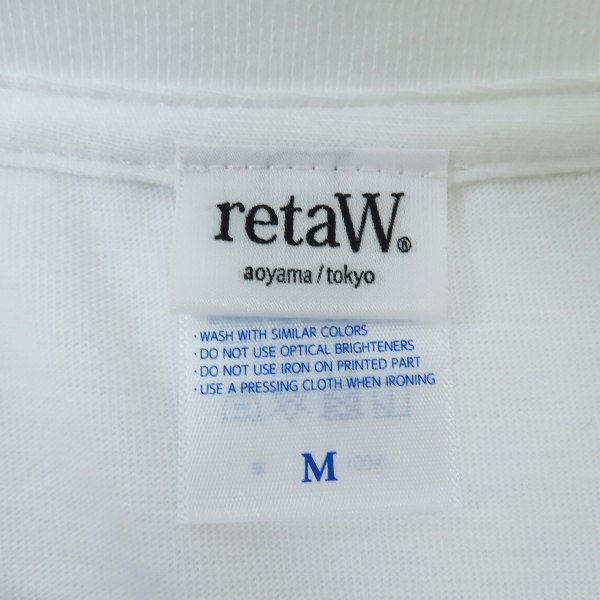 retaW®
aoyama/tokyo
・WASH WITH SIMILAR COLORS
・DO NOT USE OPTICAL BRIGHTENERS
・DO NOT USE IRON ON PRINTED PART
・USE A PRESSING CLOTH WHEN IRONING
M